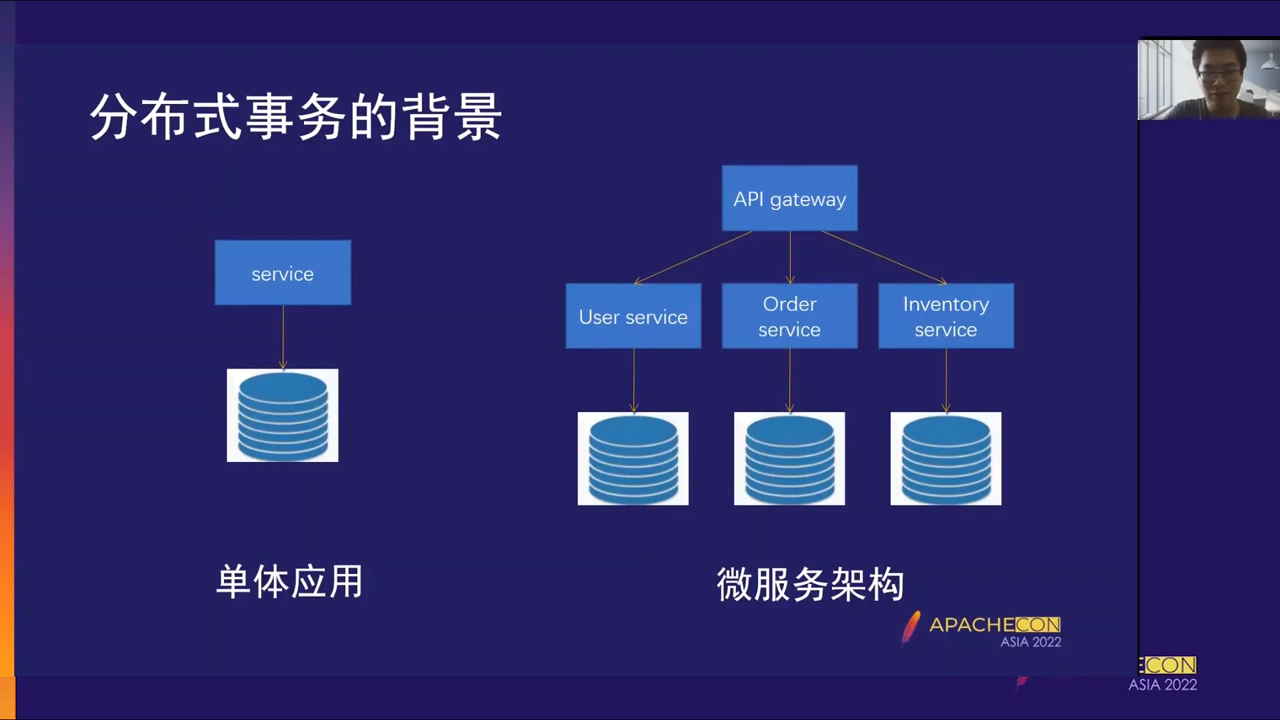 分布式事务的背景
API gateway
service
User service
Order
service
Inventory
service
单体应用
微服务架构
APACHECON
ASIA 2022
ECON
ASIA 2022